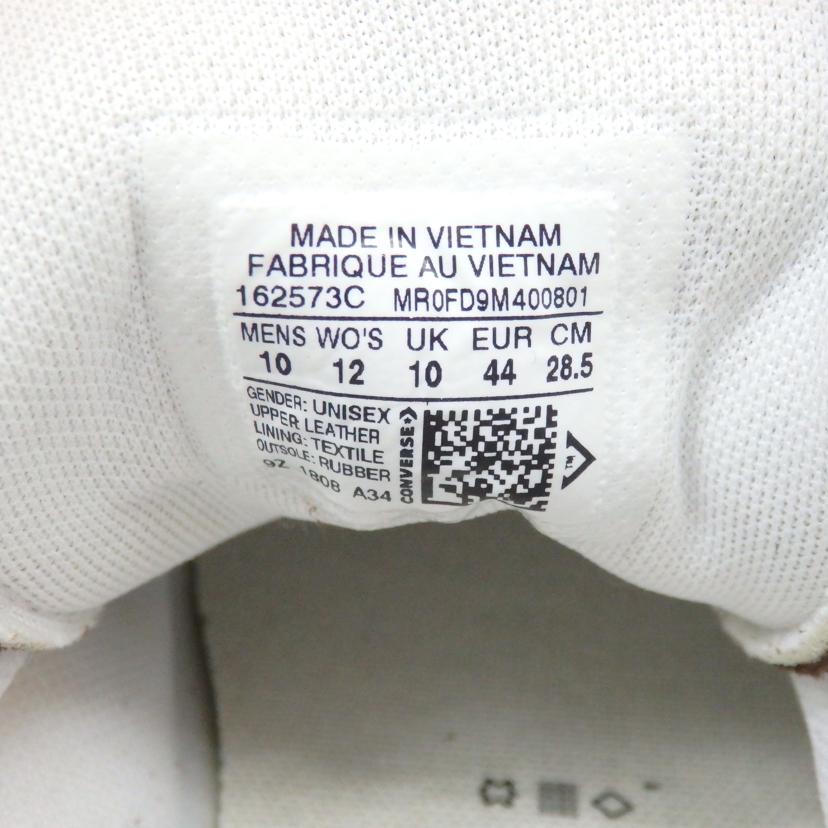 MADE IN VIETNAM
FABRIQUE AU VIETNAM
162573C MR0FD9M400801
MENS WO'S UK EUR CM
10 12 10 44 28.5
GENDER: UNISEX
UPPER: LEATHER
LINING: TEXTILE
OUTSOLE: RUBBER
9Z 1808 A34
CONVERSE
TM